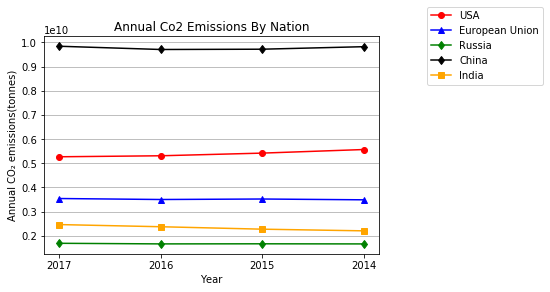 Annual Co2 Emissions By Nation
1e10
1.0
0.9
0.8
0.7
0.6
0.5
0.4
0.3
0.2
Annual CO₂ emissions(tonnes)
2017 2016 2015 2014
Year
USA
European Union
Russia
China
India